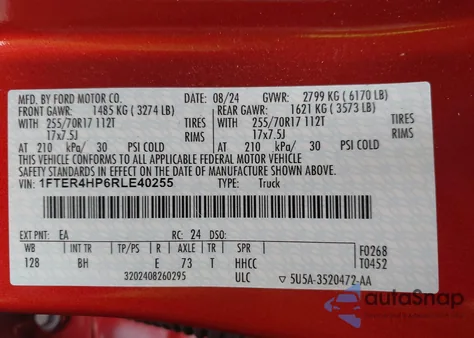 MFD. BY FORD MOTOR CO. 08/24 GVWR: 2799 KG ( 6170 LB)
FRONT GAWR: 1485 KG ( 3274 LB) REAR GAWR: 1621 KG ( 3573 LB)
WITH 255/70R17 112T TIRES WITH 255/70R17 112T TIRES
17x7.5J RIMS 17x7.5J RIMS
AT 210 kPa/ 30 PSI COLD AT 210 kPa/ 30 PSI COLD
THIS VEHICLE CONFORMS TO ALL APPLICABLE FEDERAL MOTOR VEHICLE
SAFETY STANDARDS IN EFFECT ON THE DATE OF MANUFACTURE SHOWN ABOVE.
VIN: 1FTER4HP6RLE40255 TYPE: Truck
EXT PNT: EA RC: 24 DSO:
WB INT TR TP/PS R AXLE TR SPR F0268
128 BH E 73 T HHCC T0452
3202408260295 ULC ▽ 5U5A-3520472-AA
autoSnap